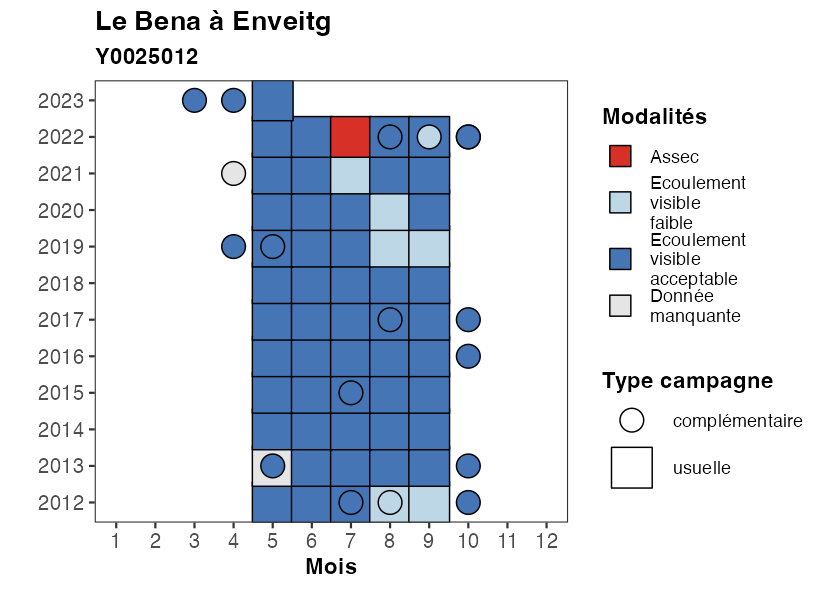 Le Bena à Enveitg
Y0025012
2023
2022
2021
2020
2019
2018
2017
2016
2015
2014
2013
2012
1 2 3 4 5 6 7 8 9 10 11 12
Mois
Modalités
Assec
Ecoulement
visible
faible
Ecoulement
visible
acceptable
Donnée
manquante
Type campagne
complémentaire
usuelle